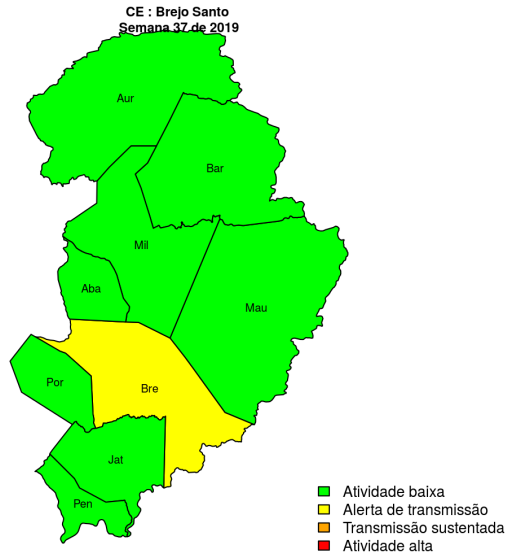 CE : Brejo Santo
Semana 37 de 2019
Aur
Bar
Mil
Aba
Mau
Por
Bre
Jat
Pen
Atividade baixa
Alerta de transmissão
Transmissão sustentada
Atividade alta